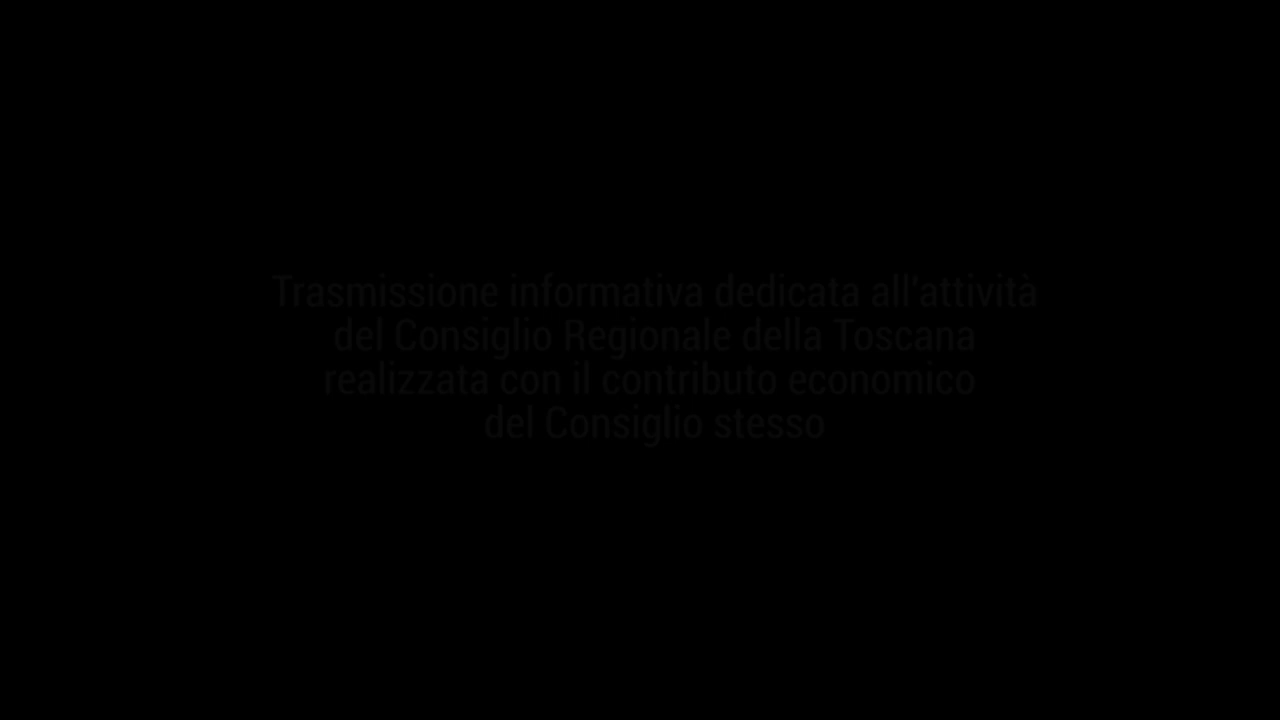 Trasmissione informativa dedicata all'attività
del Consiglio Regionale della Toscana
realizzata con il contributo economico
del Consiglio stesso